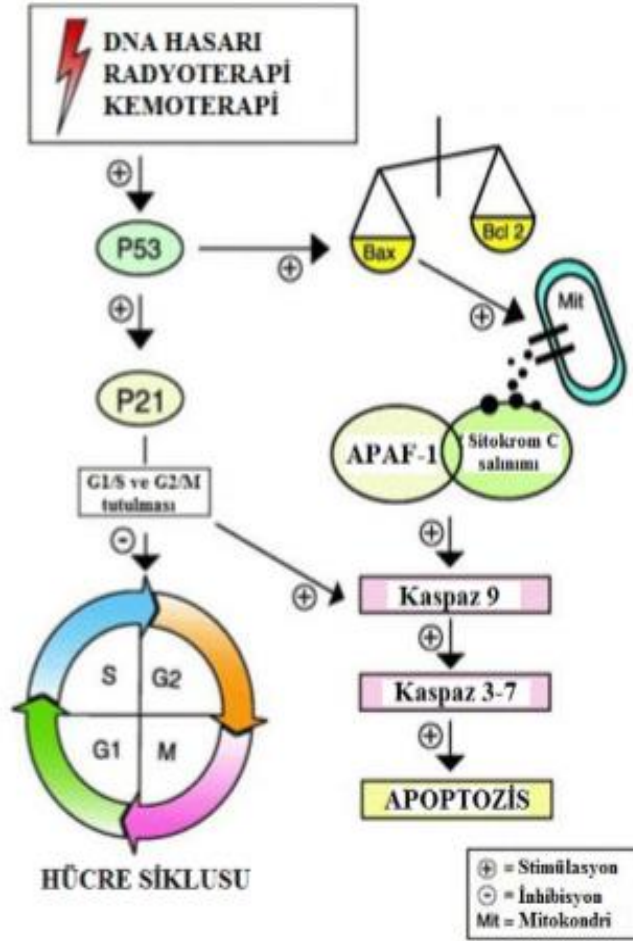 DNA HASARI
RADYOTERAPİ
KEMOTERAPİ
⊕
P53
⊕
Bax
Bcl 2
⊕
⊕
Mit
P21
APAF-1
Sitokrom C
salınımı
G1/S ve G2/M
tutulması
⊖
⊕
⊕
Kaspaz 9
⊕
S
G2
G1
M
Kaspaz 3-7
⊕
APOPTOZİS
HÜCRE SİKLUSU
⊕ = Stimülasyon
⊖ = İnhibisyon
Mit = Mitokondri